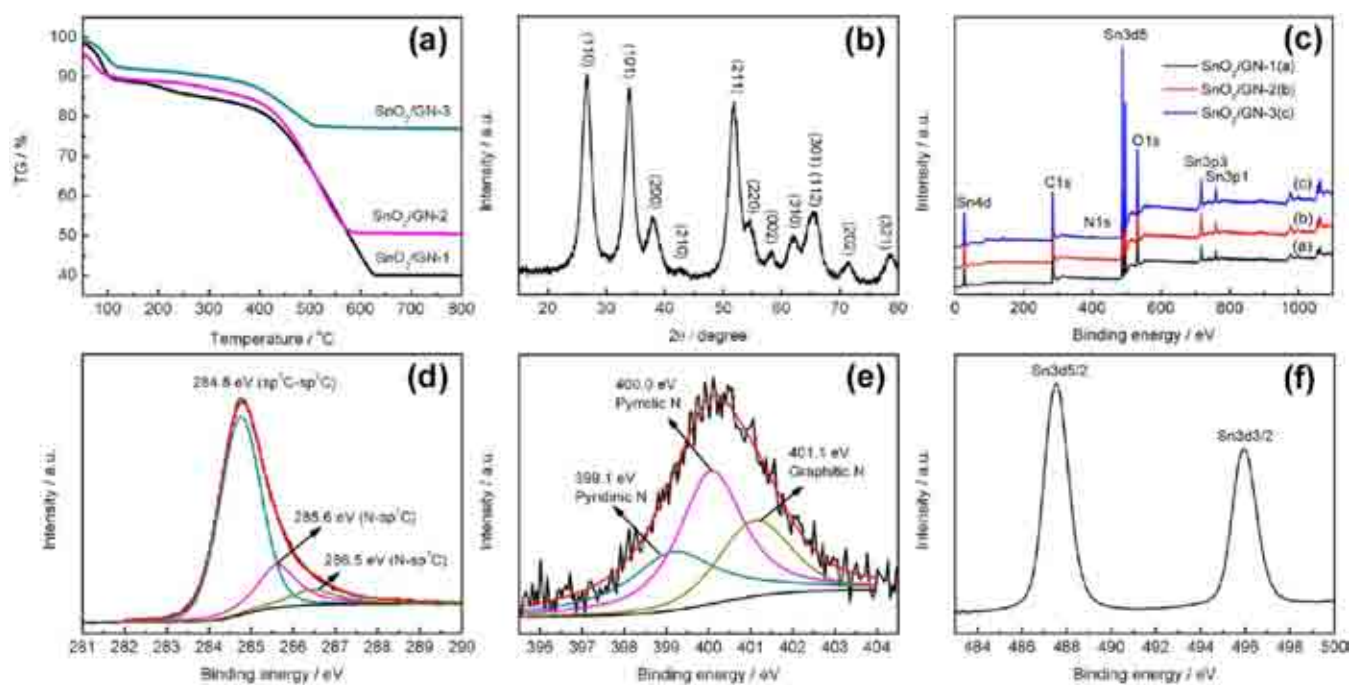 (a)
100
90
80
70
60
50
40
TG / %
SnO2/GN-3
SnO2/GN-2
SnO2/GN-1
100 200 300 400 500 600 700 800
Temperature / °C
(b)
(110)
(101)
(200)
(210)
(211)
(220)
(002)
(310)
(301) (112)
(202)
(321)
Intensity / a.u.
20 30 40 50 60 70 80
2θ / degree
(c)
Sn3d5
SnO2/GN-1(a)
SnO2/GN-2(b)
SnO2/GN-3(c)
O1s
Sn3p3
Sn3p1
C1s
Sn4d
N1s
(c)
(b)
(a)
Intensity / a.u.
0 200 400 600 800 1000
Binding energy / eV
(d)
284.8 eV (sp2C-sp2C)
285.6 eV (N-sp2C)
286.5 eV (N-sp3C)
Intensity / a.u.
281 282 283 284 265 266 287 288 289 290
Binding energy / eV
(e)
400.0 eV
Pyrrolic N
401.1 eV
Graphitic N
399.1 eV
Pyridinic N
Intensity / a.u.
396 397 398 399 400 401 402 403 404
Binding energy / eV
(f)
Sn3d5/2
Sn3d3/2
Intensity / a.u.
484 486 488 490 492 494 496 498 500
Binding energy / eV